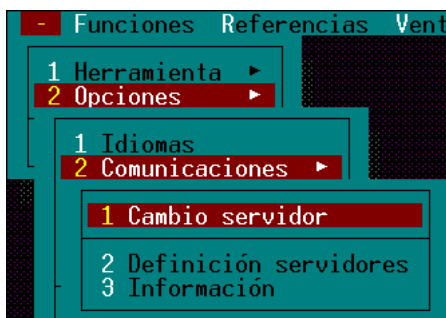 - Funciones Referencias Vent
1 Herramienta ►
2 Opciones ►
1 Idiomas
2 Comunicaciones ►
1 Cambio servidor
2 Definición servidores
3 Información